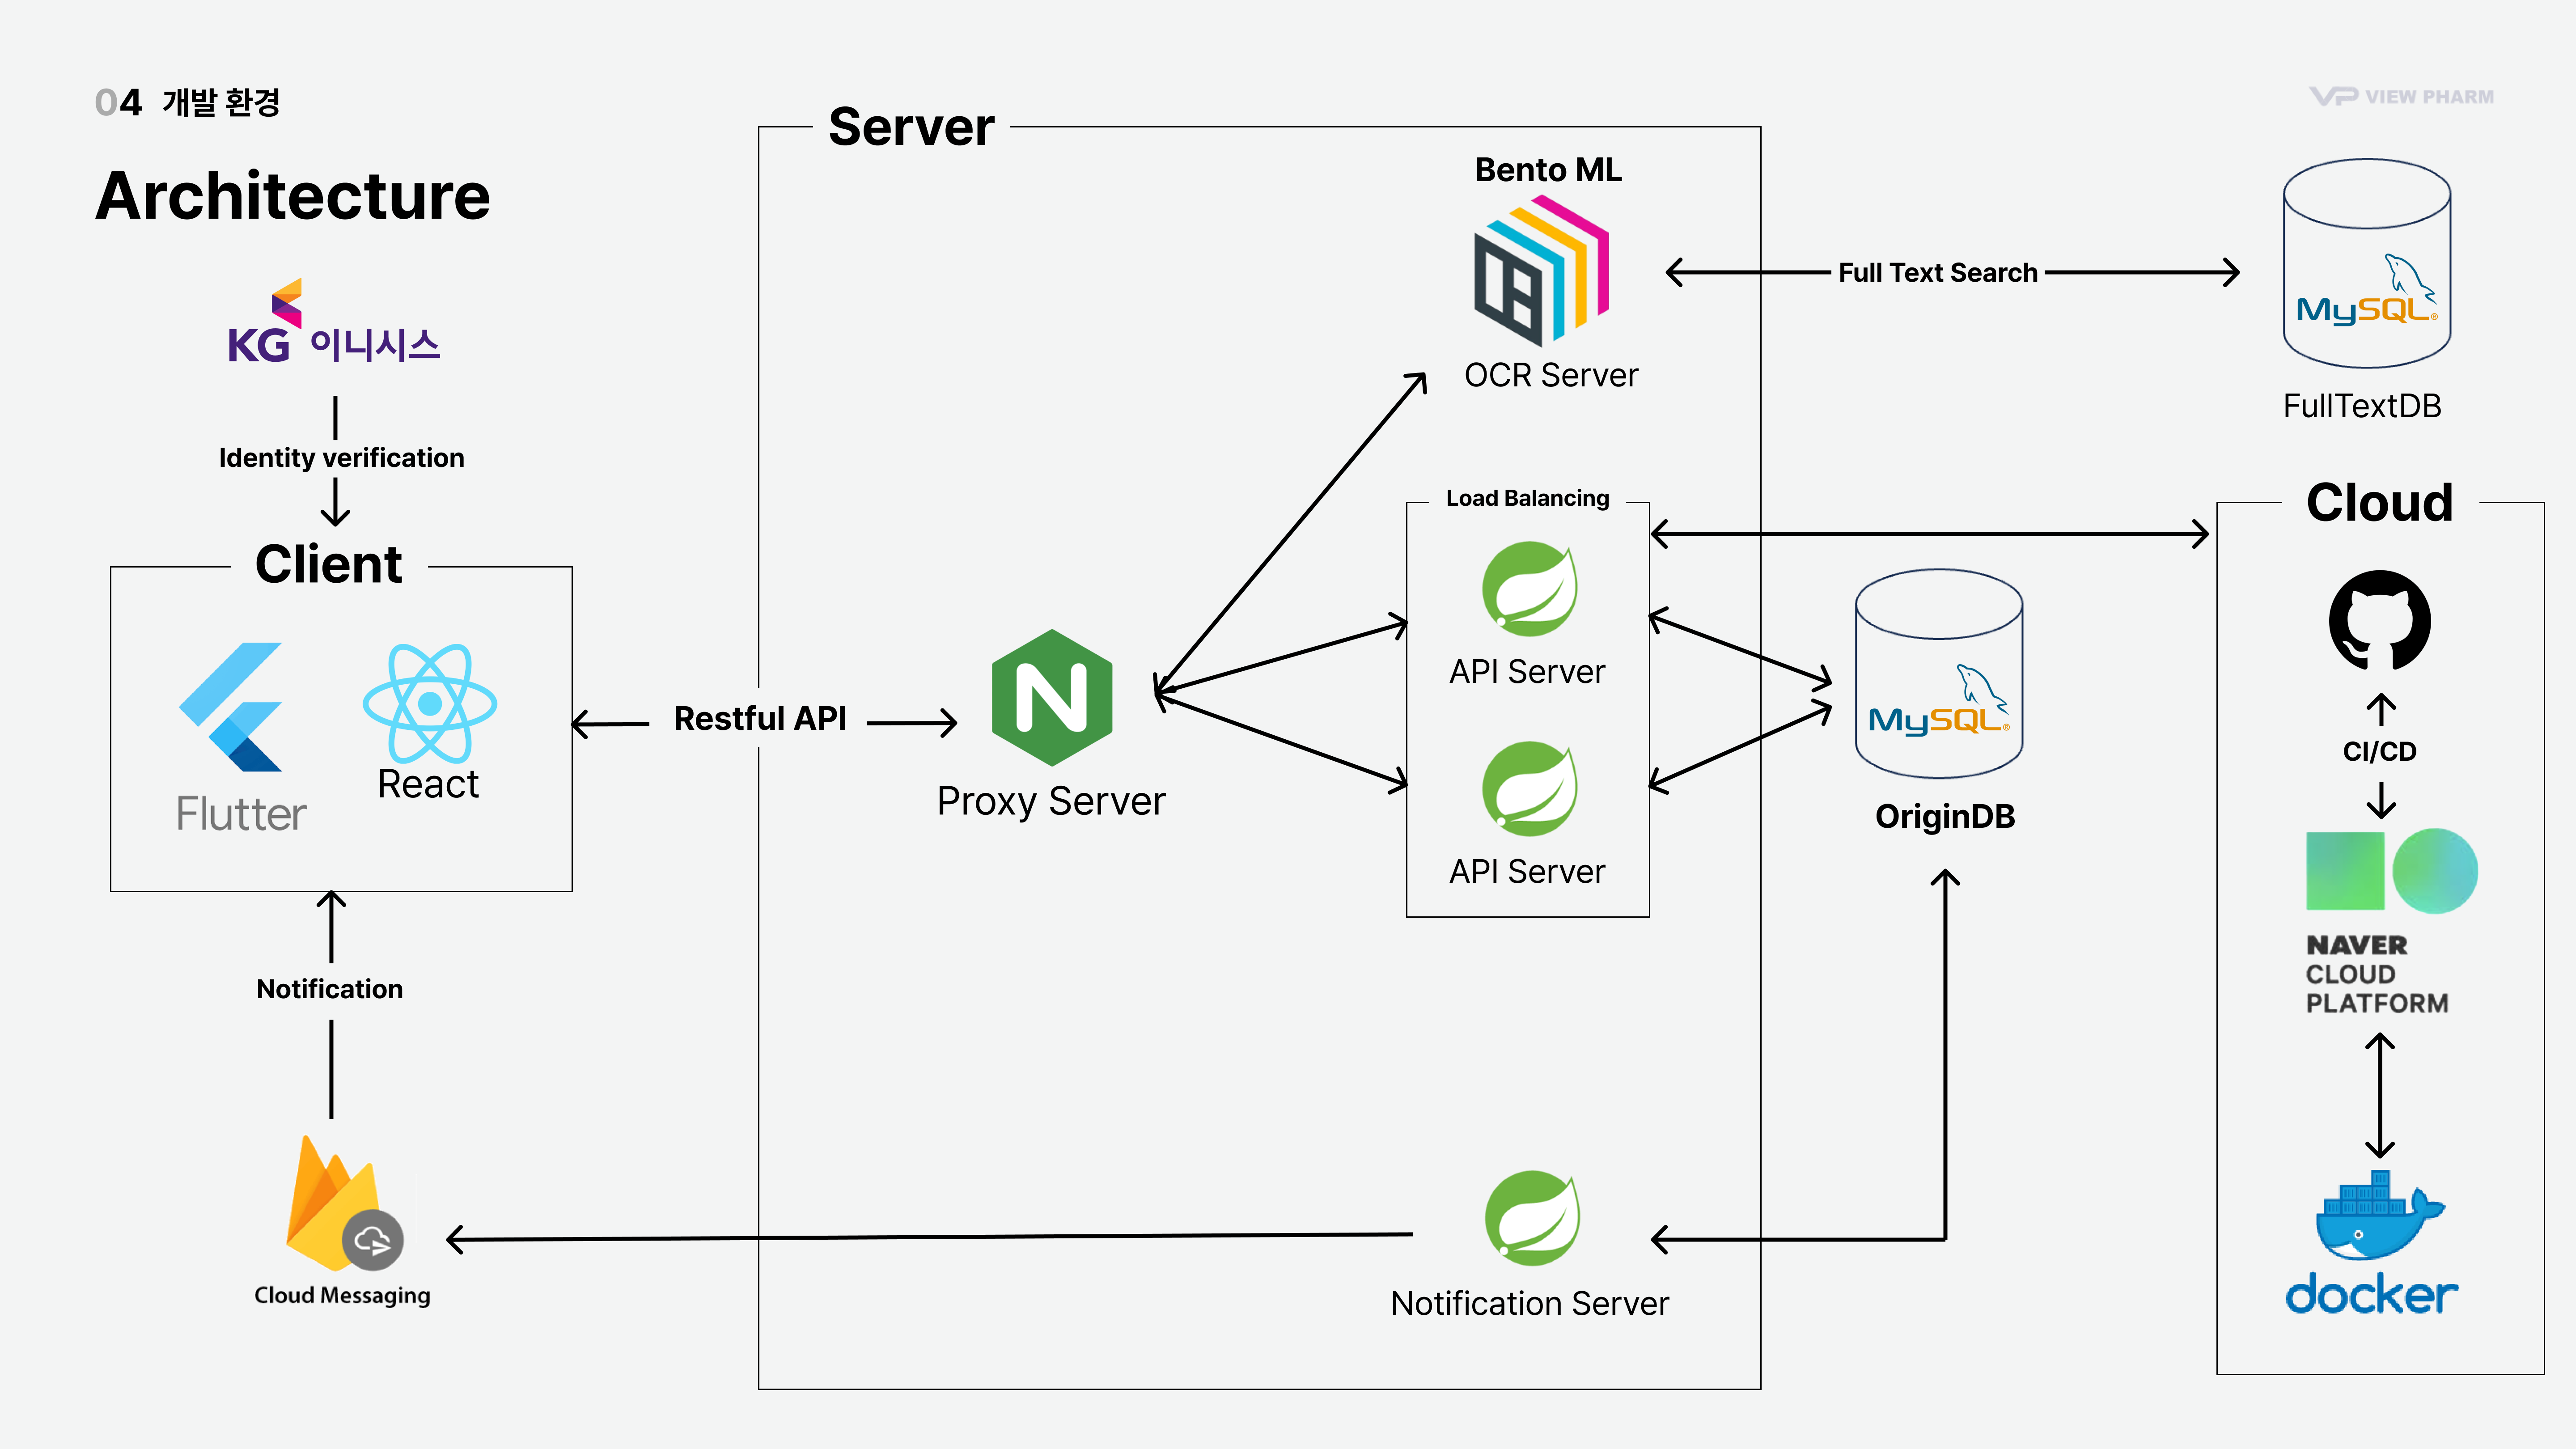 04 개발 환경
VP VIEW PHARM
Architecture
KG 이니시스
Identity verification
Client
Flutter
React
Notification
Cloud Messaging
Restful API
Server
N
Proxy Server
Bento ML
OCR Server
Load Balancing
API Server
API Server
Notification Server
Full Text Search
MySQL®
FullTextDB
MySQL®
OriginDB
Cloud
CI/CD
NAVER
CLOUD
PLATFORM
docker